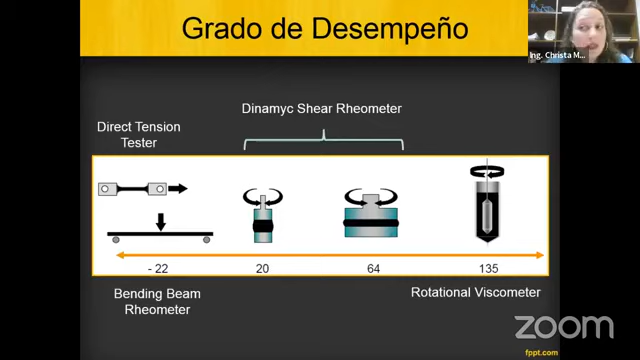 Grado de Desempeño
Ing. Christa M...
Dinamyc Shear Rheometer
Direct Tension
Tester
- 22
20
64
135
Bending Beam
Rheometer
Rotational Viscometer
zoom
fppt.com